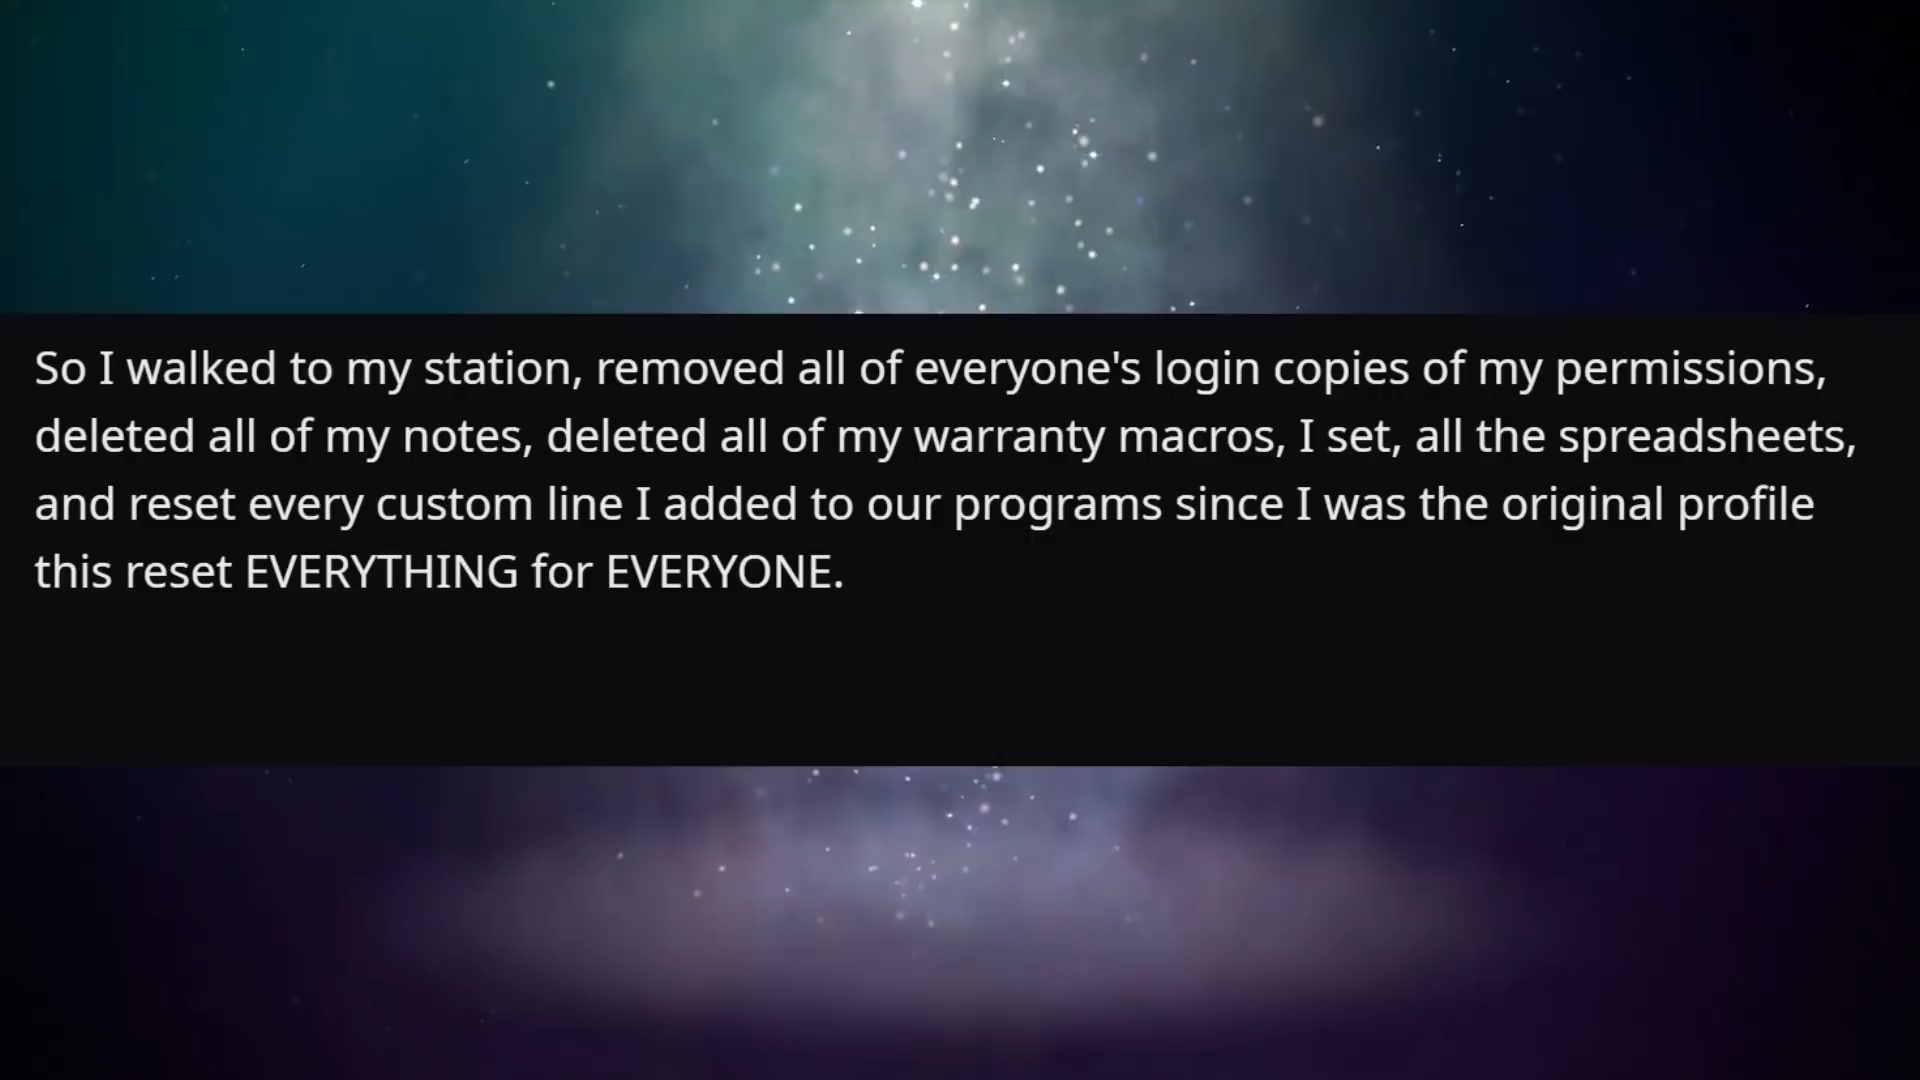 So I walked to my station, removed all of everyone's login copies of my permissions,
deleted all of my notes, deleted all of my warranty macros, I set, all the spreadsheets,
and reset every custom line I added to our programs since I was the original profile
this reset EVERYTHING for EVERYONE.